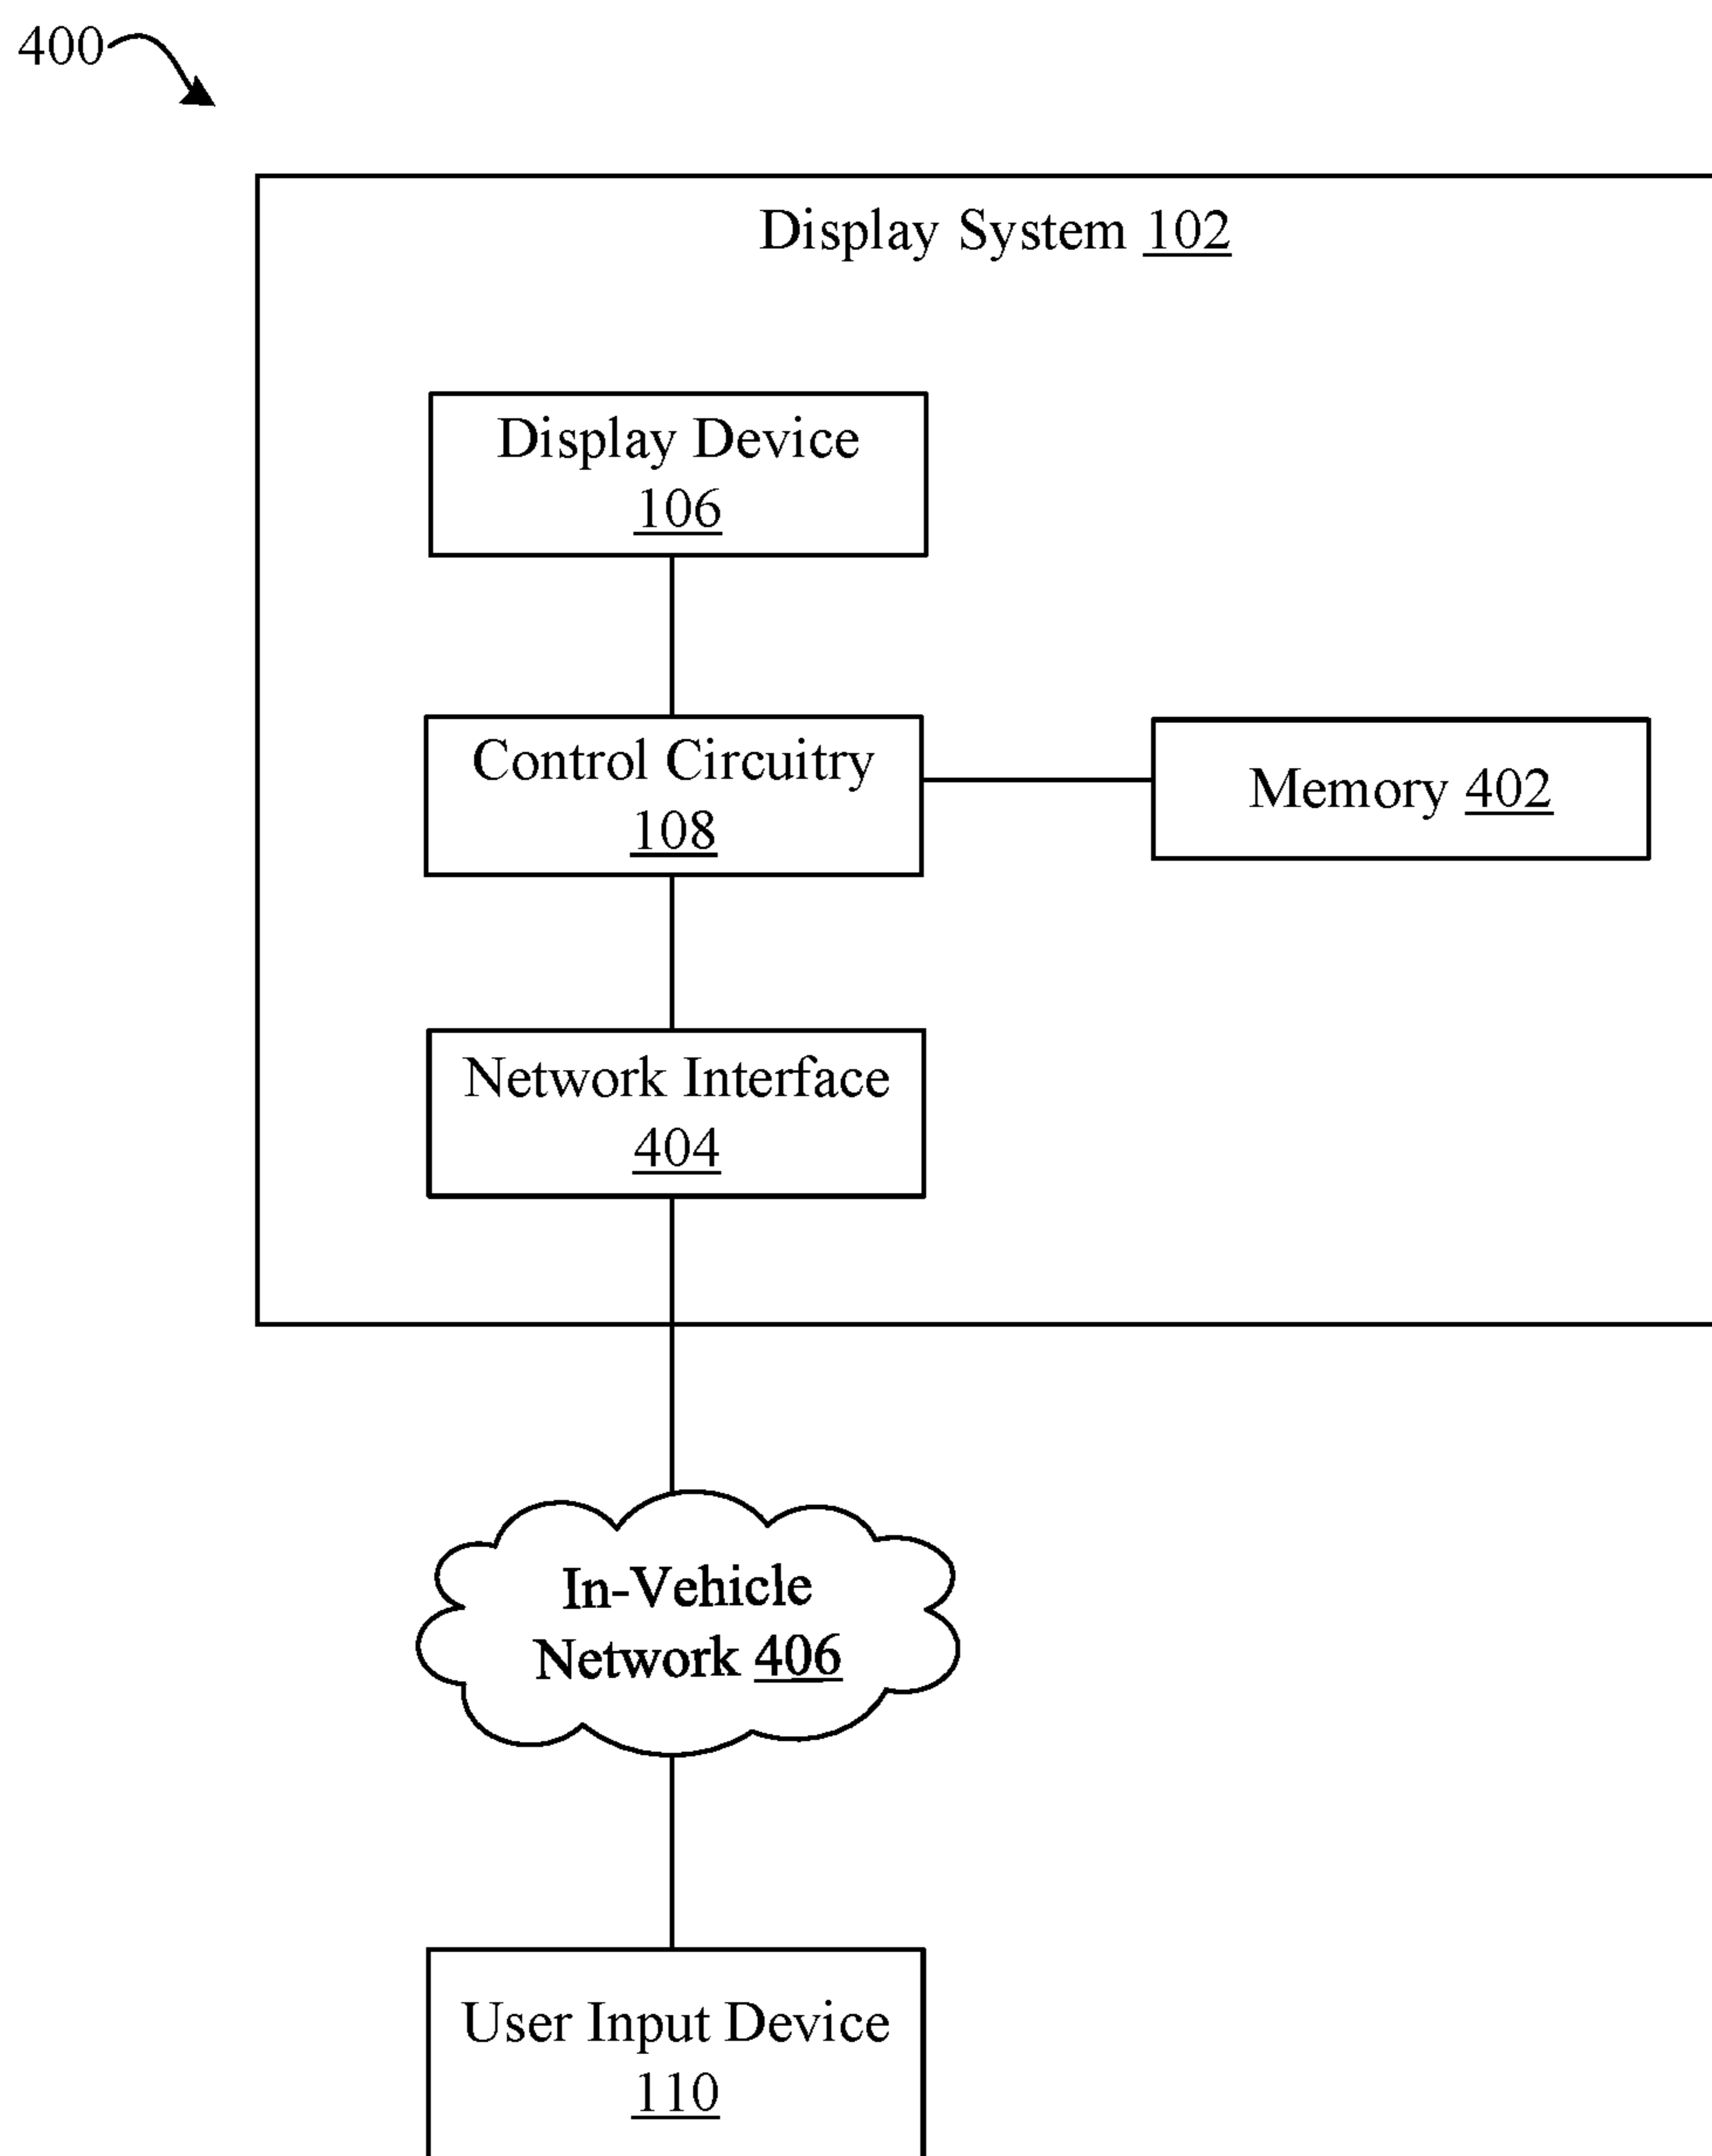 400
Display System 102
Display Device
106
Control Circuitry
108
Memory 402
Network Interface
404
In-Vehicle
Network 406
User Input Device
110